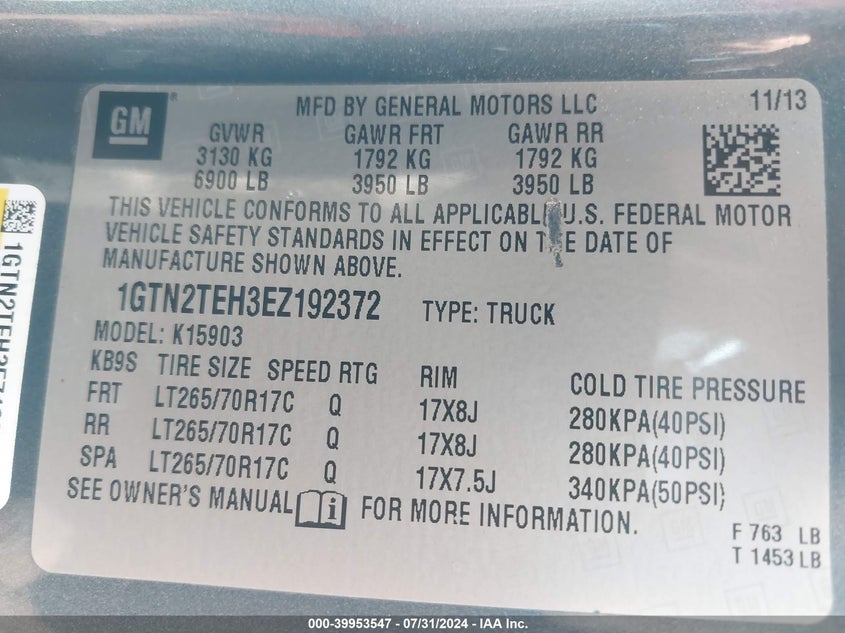 GM
MFD BY GENERAL MOTORS LLC 11/13
GVWR GAWR FRT GAWR RR
3130 KG 1792 KG 1792 KG
6900 LB 3950 LB 3950 LB
THIS VEHICLE CONFORMS TO ALL APPLICABL U.S. FEDERAL MOTOR
VEHICLE SAFETY STANDARDS IN EFFECT ON T E DATE OF
MANUFACTURE SHOWN ABOVE.
1GTN2TEH3EZ192372 TYPE: TRUCK
MODEL: K15903
KB9S TIRE SIZE SPEED RTG RIM COLD TIRE PRESSURE
FRT LT265/70R17C Q 17X8J 280KPA(40PSI)
RR LT265/70R17C Q 17X8J 280KPA(40PSI)
SPA LT265/70R17C Q 17X7.5J 340KPA(50PSI)
SEE OWNER'S MANUAL i FOR MORE INFORMATION.
F 763 LB
T 1453 LB
000-39953547 - 07/31/2024 - IAA Inc.